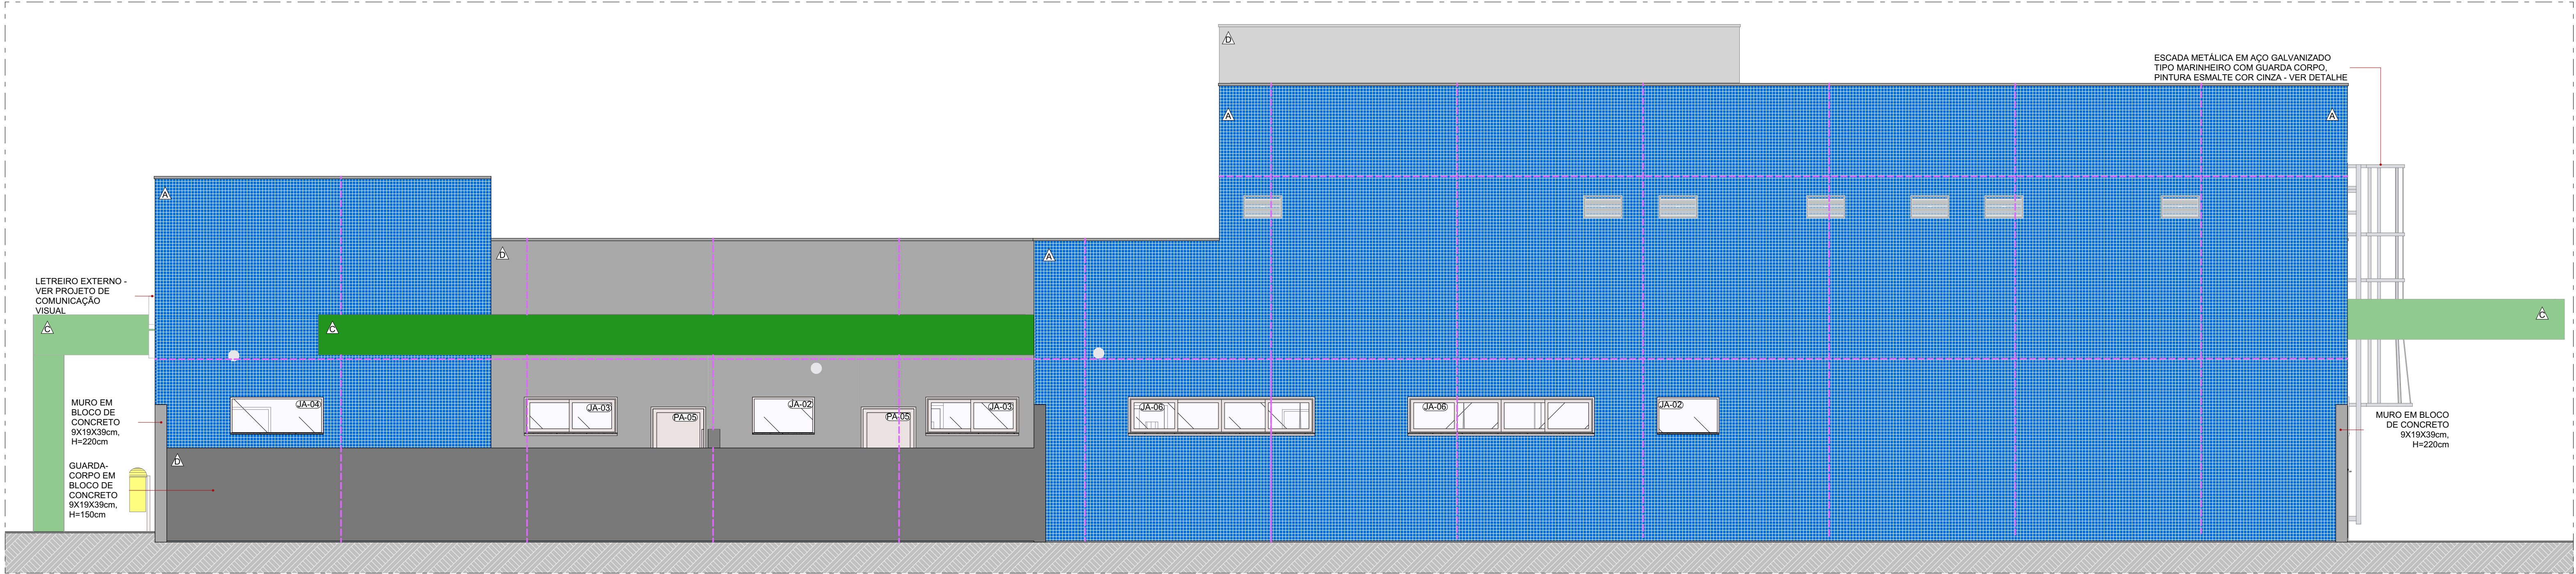 D
ESCADA METÁLICA EM AÇO GALVANIZADO
TIPO MARINHEIRO COM GUARDA CORPO,
PINTURA ESMALTE COR CINZA - VER DETALHE
A
A
A
D
A
LETREIRO EXTERNO -
VER PROJETO DE
COMUNICAÇÃO
VISUAL
C
C
C
MURO EM
BLOCO DE
CONCRETO
9X19X39cm,
H=220cm
JA-04
JA-03
PA-05
JA-02
PA-05
JA-03
JA-06
JA-06
JA-02
MURO EM BLOCO
DE CONCRETO
9X19X39cm,
H=220cm
D
GUARDA-
CORPO EM
BLOCO DE
CONCRETO
9X19X39cm,
H=150cm